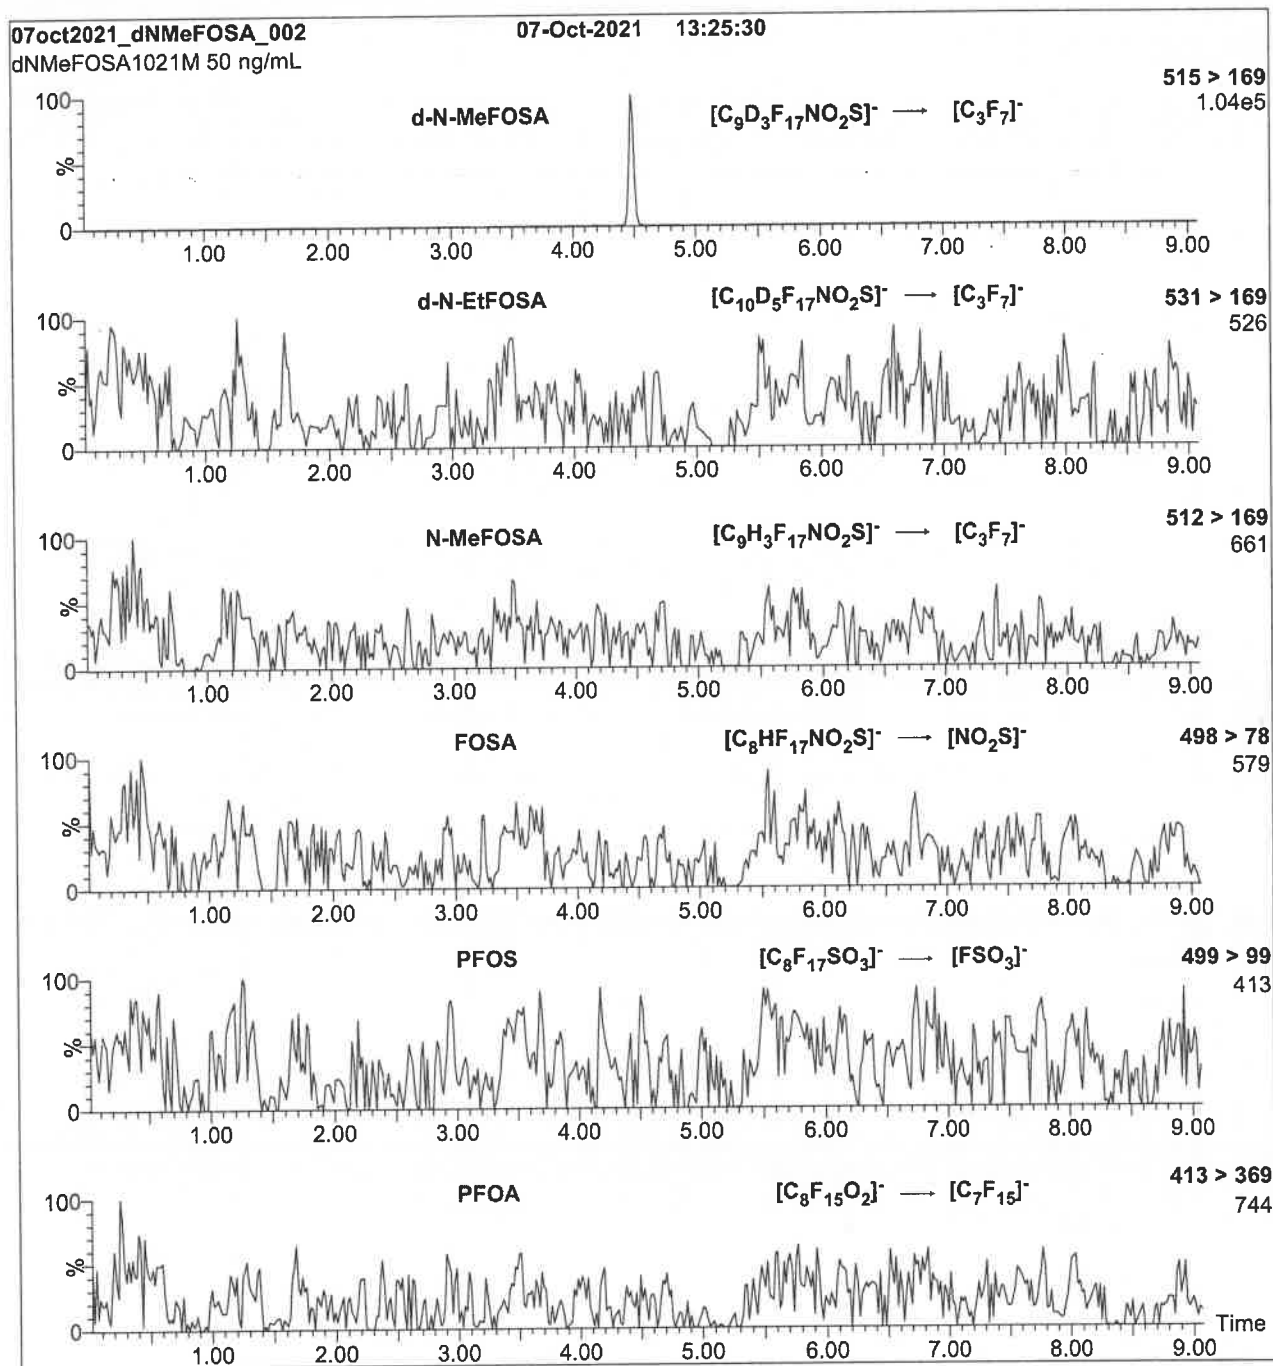 07oct2021_dNMeFOSA_002 07-Oct-2021 13:25:30
dNMeFOSA1021M 50 ng/mL
515 > 169
1.04e5
d-N-MeFOSA [C9D3F17NO2S]- → [C3F7]-
100
%
0
1.00 2.00 3.00 4.00 5.00 6.00 7.00 8.00 9.00
d-N-EtFOSA [C10D5F17NO2S]- → [C3F7]- 531 > 169
526
100
%
0
1.00 2.00 3.00 4.00 5.00 6.00 7.00 8.00 9.00
512 > 169
N-MeFOSA [C9H3F17NO2S]- → [C3F7]- 661
100
%
0
1.00 2.00 3.00 4.00 5.00 6.00 7.00 8.00 9.00
FOSA [C8HF17NO2S]- → [NO2S]- 498 > 78
579
100
%
0
1.00 2.00 3.00 4.00 5.00 6.00 7.00 8.00 9.00
PFOS [C8F17SO3]- → [FSO3]- 499 > 99
413
100
%
0
1.00 2.00 3.00 4.00 5.00 6.00 7.00 8.00 9.00
413 > 369
PFOA [C8F15O2]- → [C7F15]- 744
100
%
0
Time
1.00 2.00 3.00 4.00 5.00 6.00 7.00 8.00 9.00